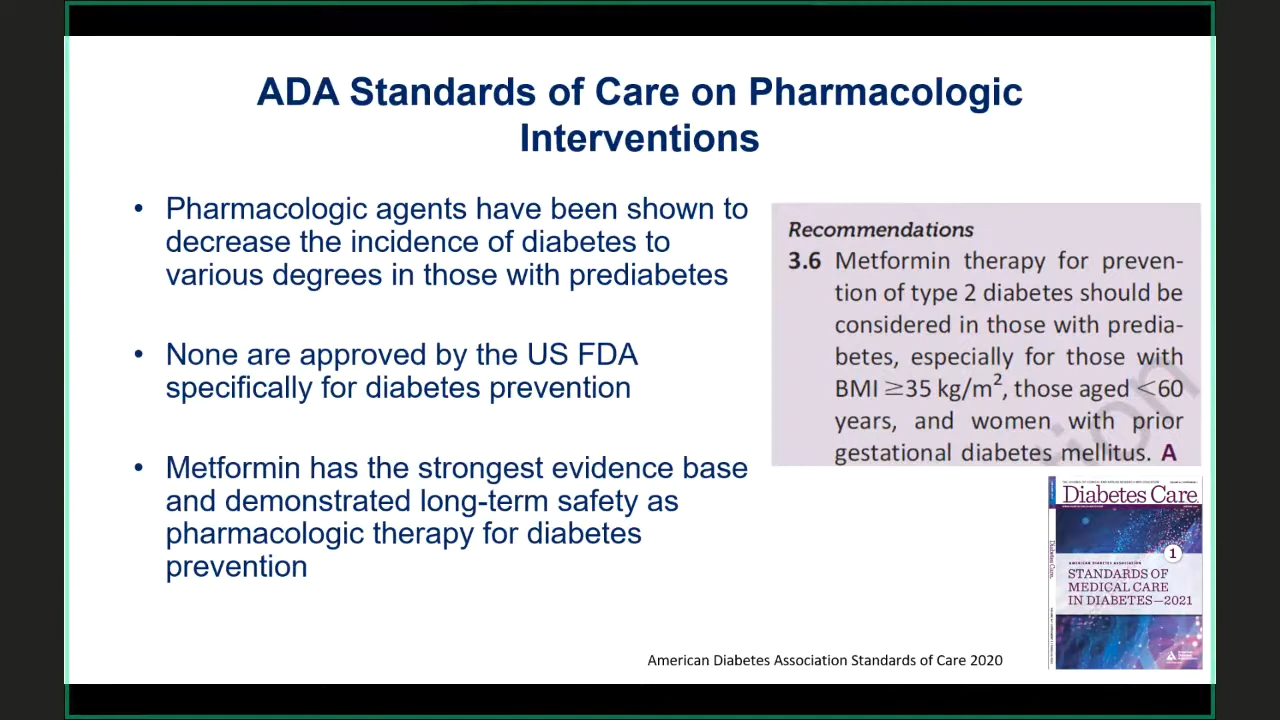 ADA Standards of Care on Pharmacologic
Interventions
• Pharmacologic agents have been shown to
decrease the incidence of diabetes to
various degrees in those with prediabetes
• None are approved by the US FDA
specifically for diabetes prevention
• Metformin has the strongest evidence base
and demonstrated long-term safety as
pharmacologic therapy for diabetes
prevention
Recommendations
3.6 Metformin therapy for preven-
tion of type 2 diabetes should be
considered in those with predia-
betes, especially for those with
BMI ≥35 kg/m², those aged <60
years, and women with prior
gestational diabetes mellitus. A
Diabetes Care
1
AMERICAN DIABETES ASSOCIATION
STANDARDS OF
MEDICAL CARE
IN DIABETES—2021
American Diabetes Association Standards of Care 2020